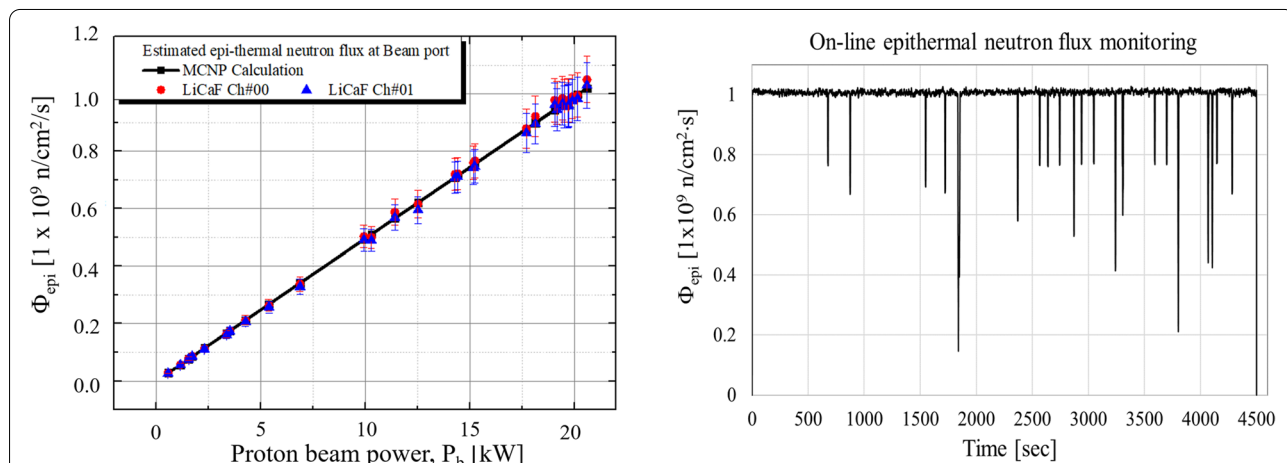 1.2
1.0
0.8
0.6
0.4
0.2
0.0
Φepi [1 x 10⁹ n/cm²/s]
Estimated epi-thermal neutron flux at Beam port
MCNP Calculation
LiCaF Ch#00 LiCaF Ch#01
0 5 10 15 20
Proton beam power, Pb [kW]
On-line epithermal neutron flux monitoring
1
0.8
0.6
0.4
0.2
0
Φepi [1x10⁹ n/cm²·s]
0 500 1000 1500 2000 2500 3000 3500 4000 4500 5000
Time [sec]